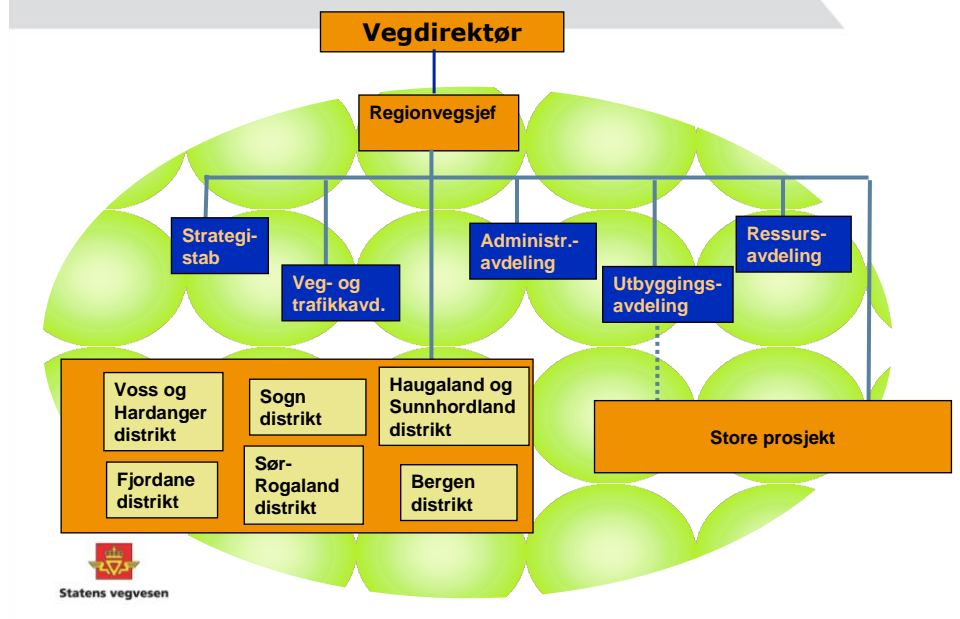 Vegdirektør
Regionvegsjef
Strategi-
stab
Veg- og
trafikkavd.
Administr.-
avdeling
Utbyggings-
avdeling
Ressurs-
avdeling
Voss og
Hardanger
distrikt
Sogn
distrikt
Haugaland og
Sunnhordland
distrikt
Fjordane
distrikt
Sør-
Rogaland
distrikt
Bergen
distrikt
Store prosjekt
Statens vegvesen